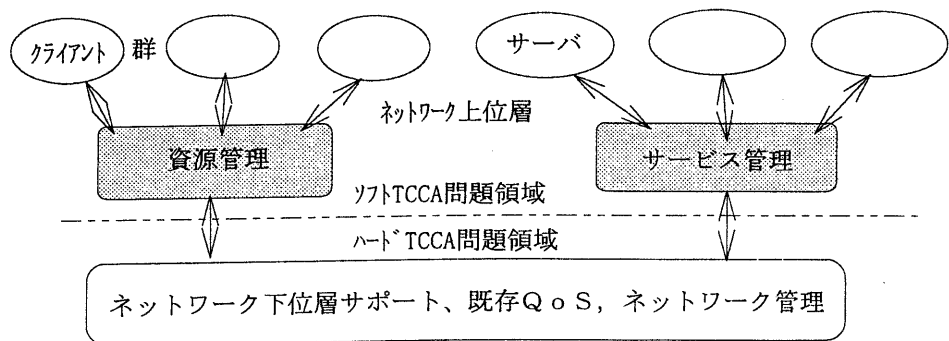 クライアント 群
サーバ
ネットワーク上位層
資源管理
サービス管理
ソフトTCCA問題領域
ハードTCCA問題領域
ネットワーク下位層サポート、既存QoS,ネットワーク管理